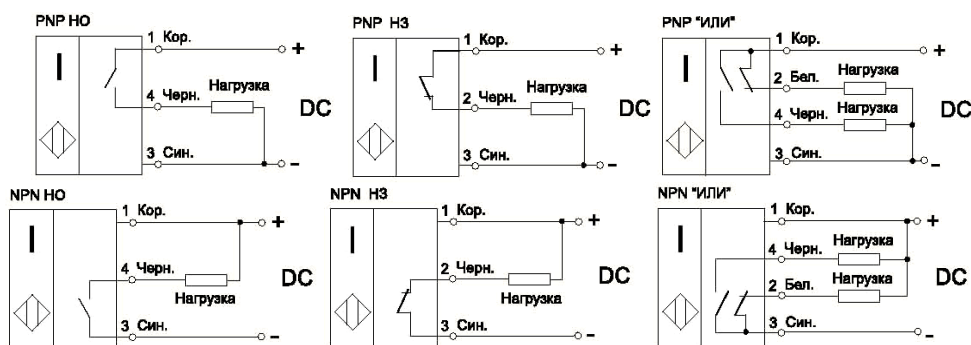 PNP НО
1 Кор.
+
4 Черн.
Нагрузка
DC
3 Син.
-
PNP НЗ
1 Кор.
+
2 Черн.
Нагрузка
DC
3 Син.
-
PNP "ИЛИ"
1 Кор.
+
2 Бел.
Нагрузка
4 Черн.
Нагрузка
DC
3 Син.
-
NPN НО
1 Кор.
+
4 Черн.
Нагрузка
DC
3 Син.
-
NPN НЗ
1 Кор.
+
2 Черн.
Нагрузка
DC
3 Син.
-
NPN "ИЛИ"
1 Кор.
+
4 Черн.
Нагрузка
2 Бел.
Нагрузка
DC
3 Син.
-